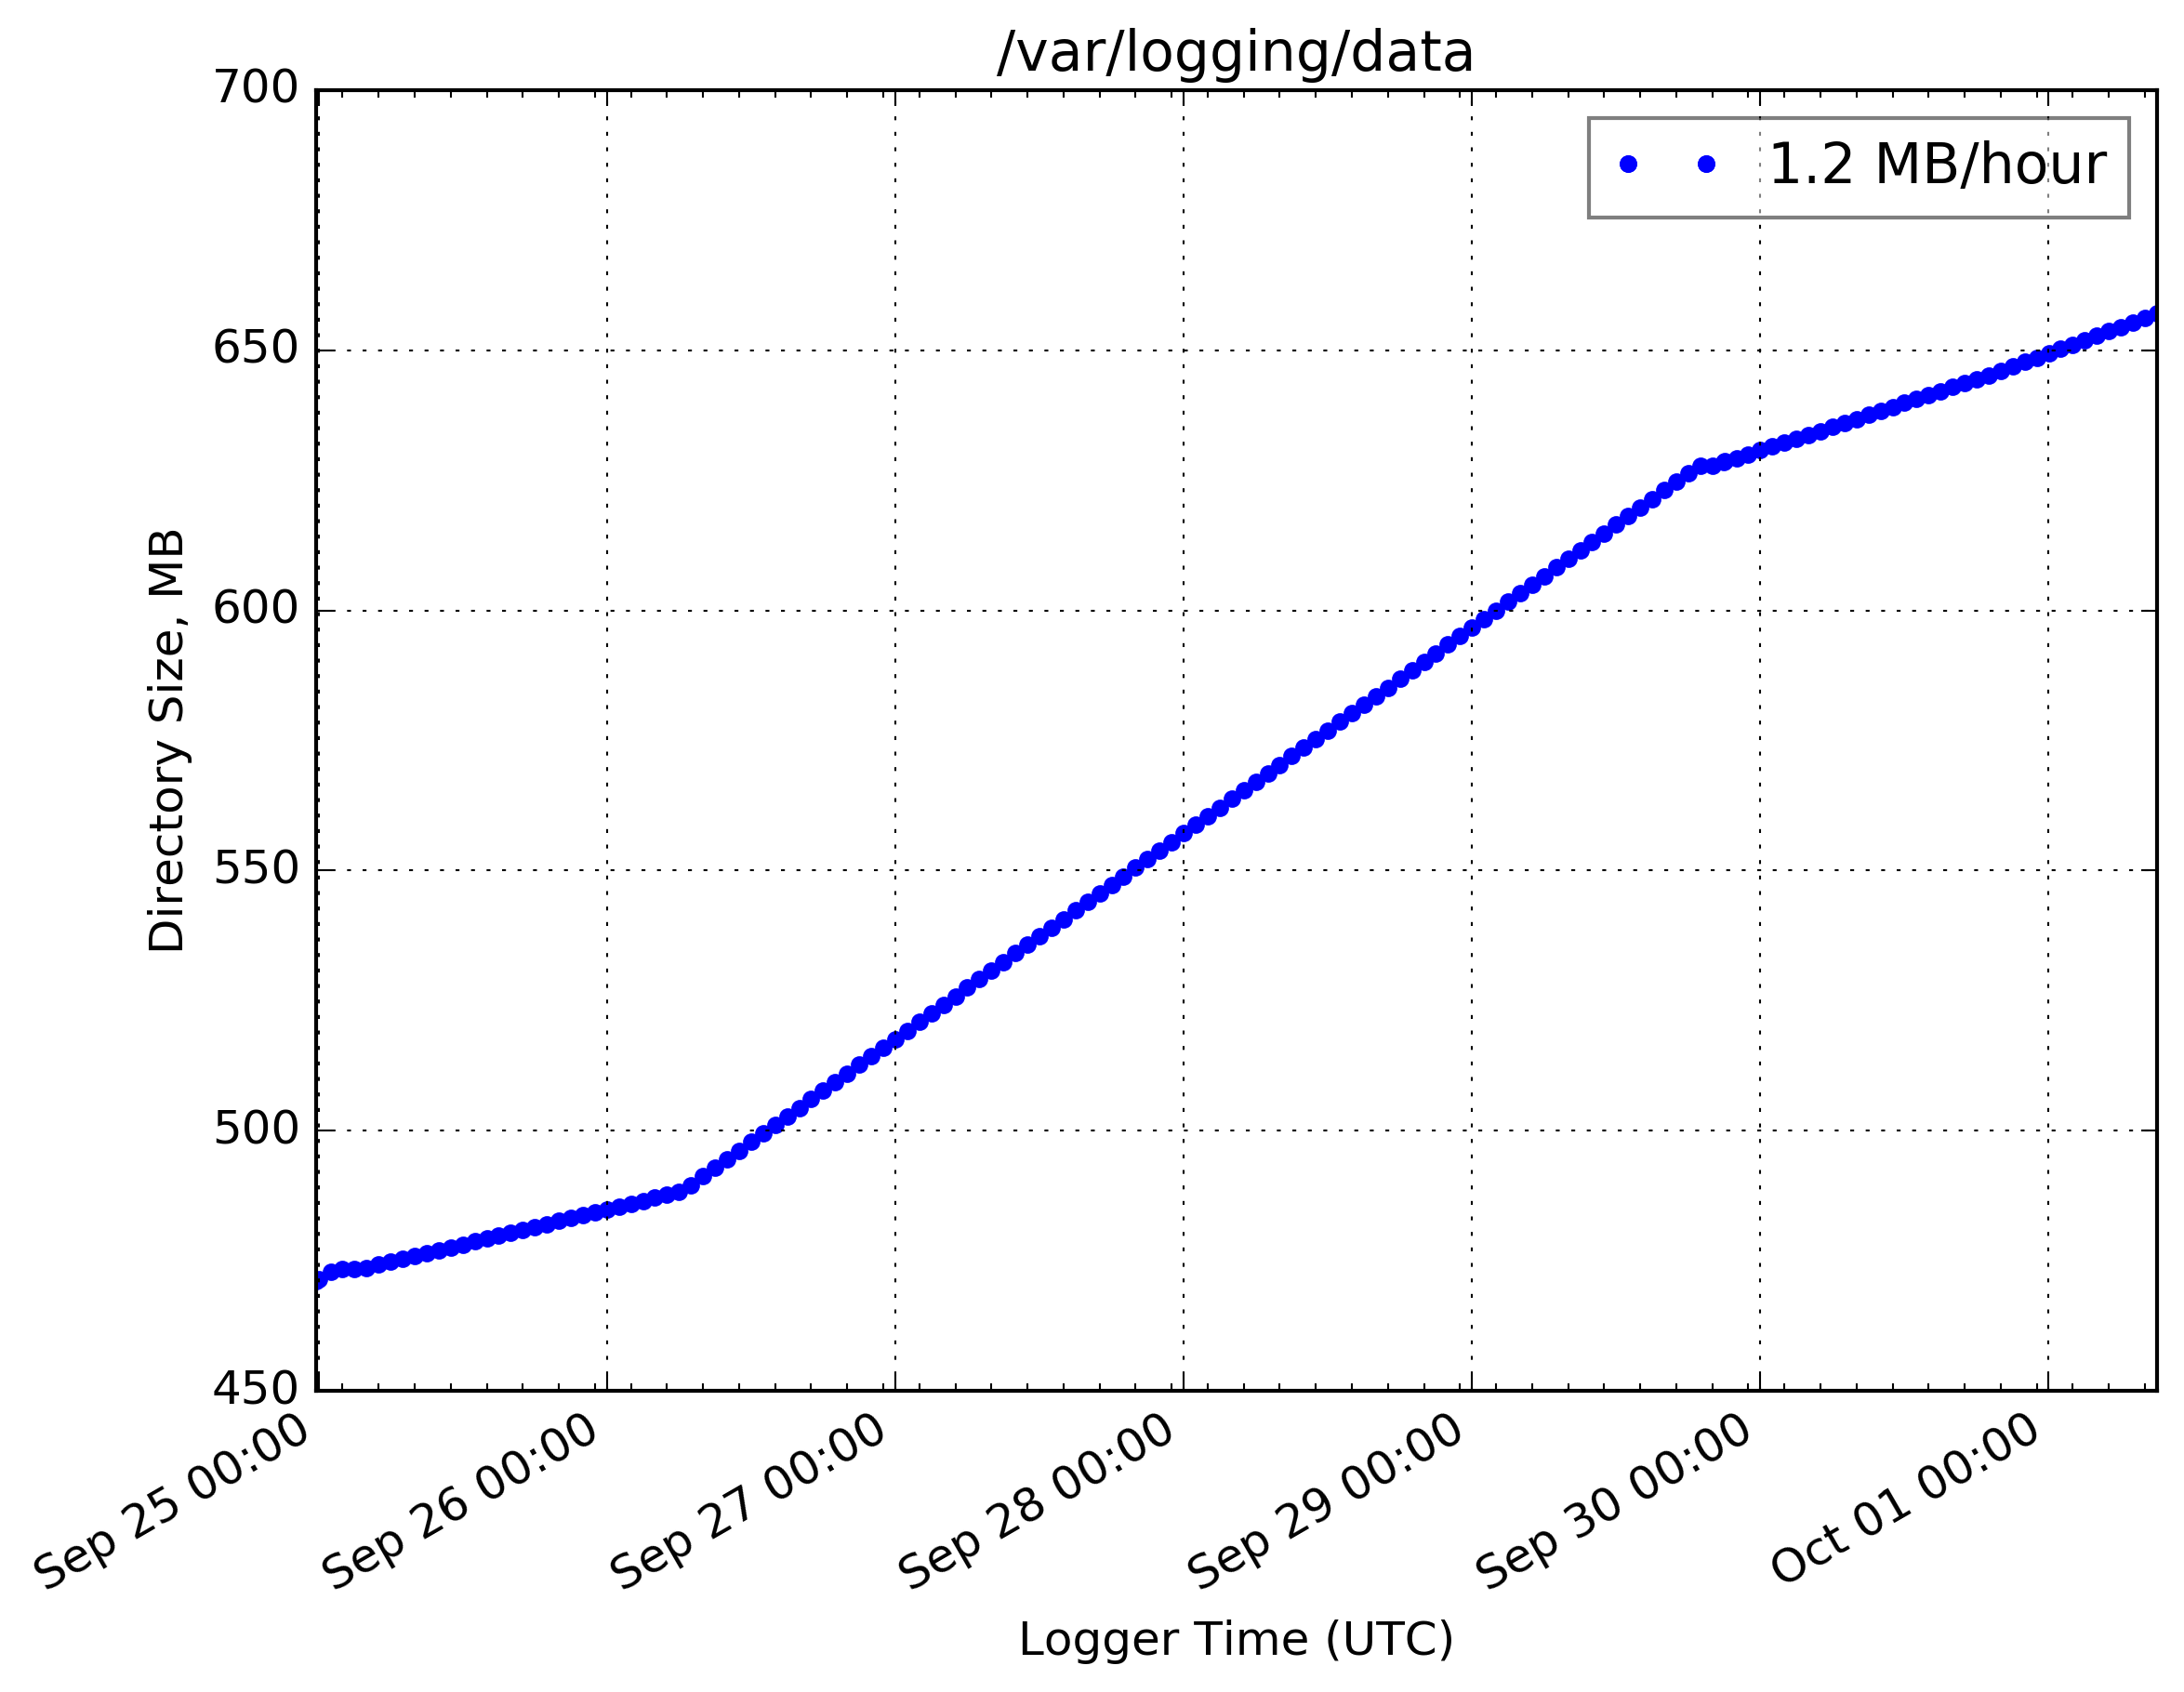 /var/logging/data
1.2 MB/hour
700
650
600
550
500
450
Directory Size, MB
Sep 25 00:00
Sep 26 00:00
Sep 27 00:00
Sep 28 00:00
Sep 29 00:00
Sep 30 00:00
Oct 01 00:00
Logger Time (UTC)